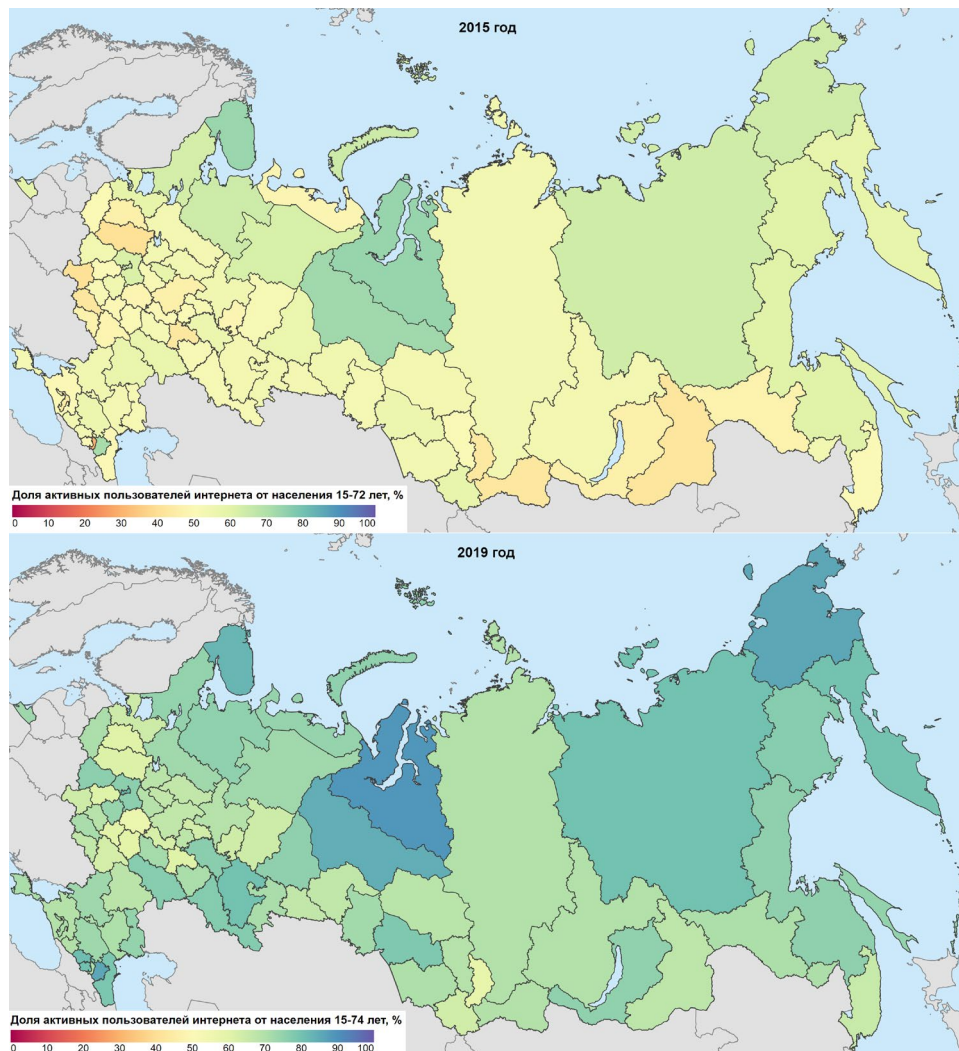 2015 год
Доля активных пользователей интернета от населения 15-72 лет, %
0 10 20 30 40 50 60 70 80 90 100
2019 год
Доля активных пользователей интернета от населения 15-74 лет, %
0 10 20 30 40 50 60 70 80 90 100